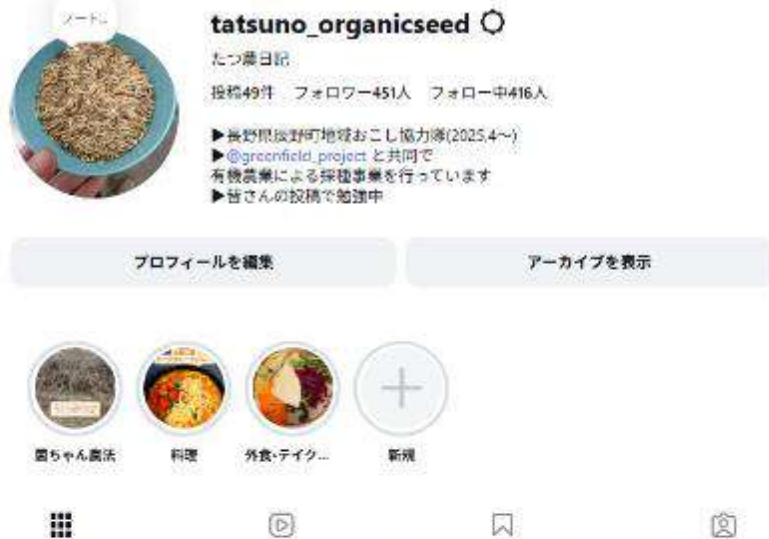 ノート...
tatsuno_organicseed
たつ農日記
投稿49件 フォロワー451人 フォロー中416人
▶長野県辰野町地域おこし協力隊(2025.4〜)
▶@greenfield_project と共同で
有機農業による採種事業を行っています
▶皆さんの投稿で勉強中
プロフィールを編集 アーカイブを表示
菌ちゃん農法 料理 外食・テイク... 新規